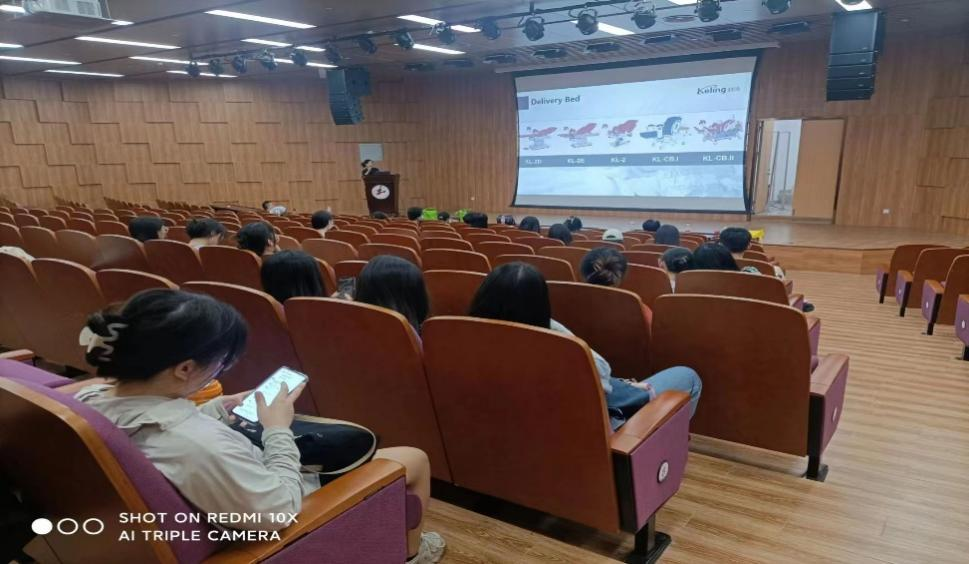 Keling
Delivery Bed
KL-2D
KL-2E
KL-2
KL-CB.I
KL-CB.II
SHOT ON REDMI 10X
AI TRIPLE CAMERA